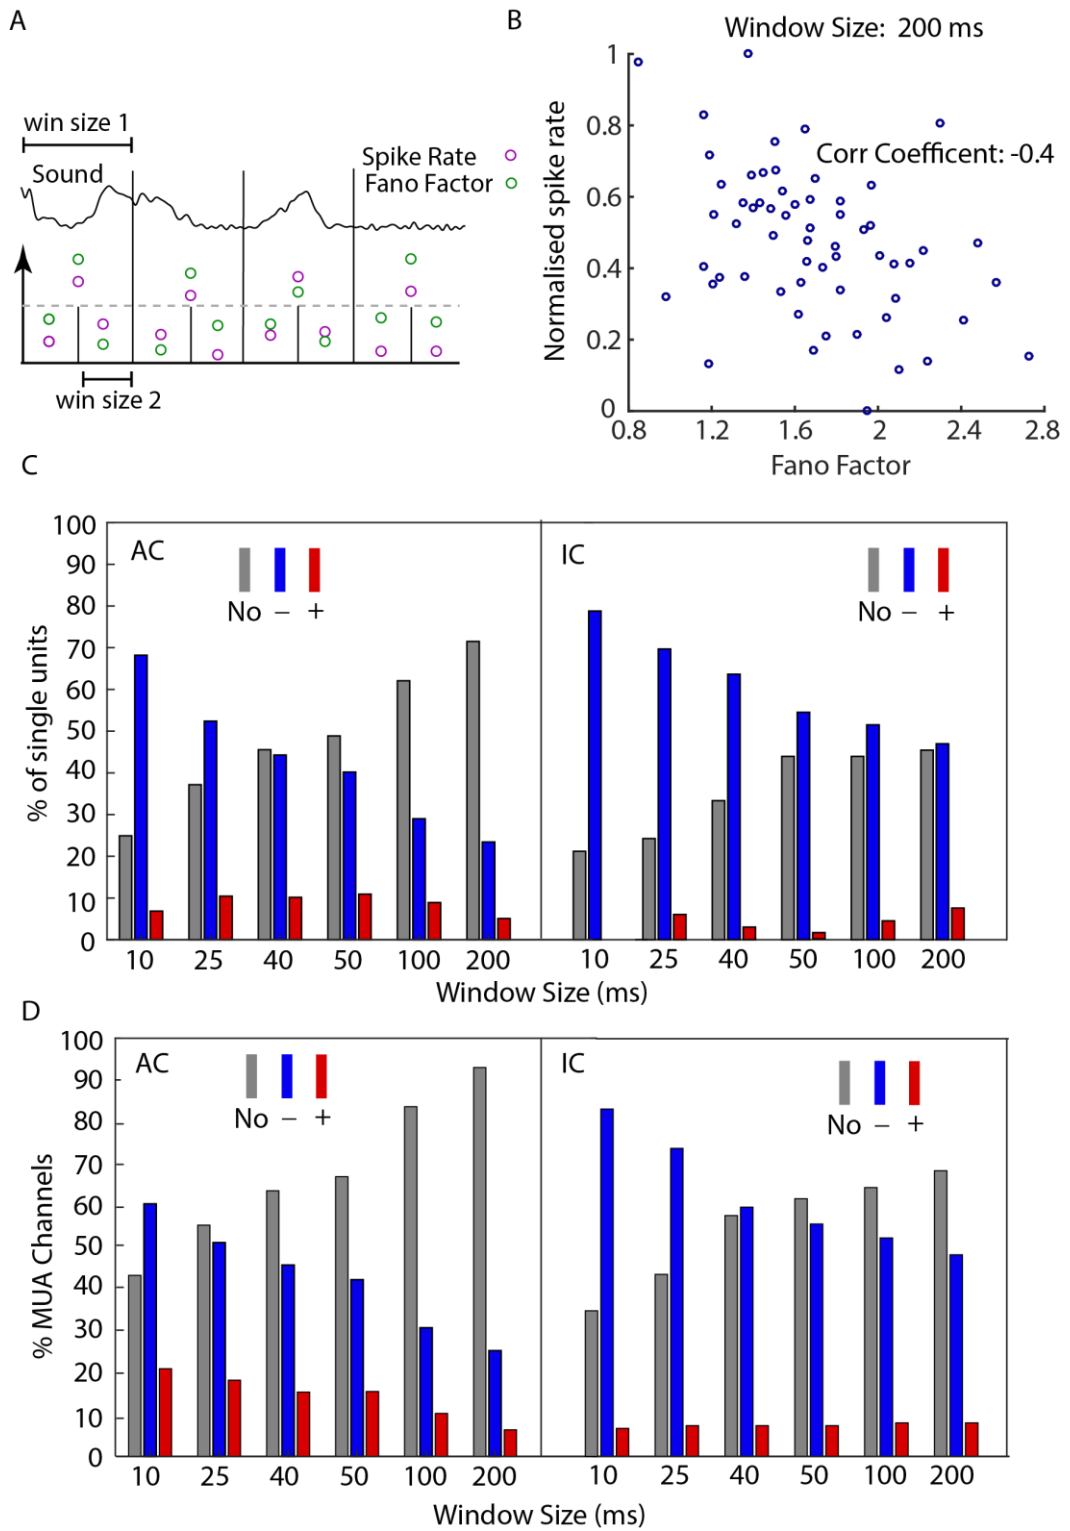 A
win size 1
Sound
Spike Rate
Fano Factor
win size 2
B
Window Size: 200 ms
Normalised spike rate
1
0.8
0.6
0.4
0.2
0
Corr Coefficent: -0.4
0.8 1.2 1.6 2 2.4 2.8
Fano Factor
C
% of single units
100
90
80
70
60
50
40
30
20
10
0
AC
No – +
IC
No – +
10 25 40 50 100 200 10 25 40 50 100 200
Window Size (ms)
D
% MUA Channels
100
90
80
70
60
50
40
30
20
10
0
AC
No – +
IC
No – +
10 25 40 50 100 200 10 25 40 50 100 200
Window Size (ms)